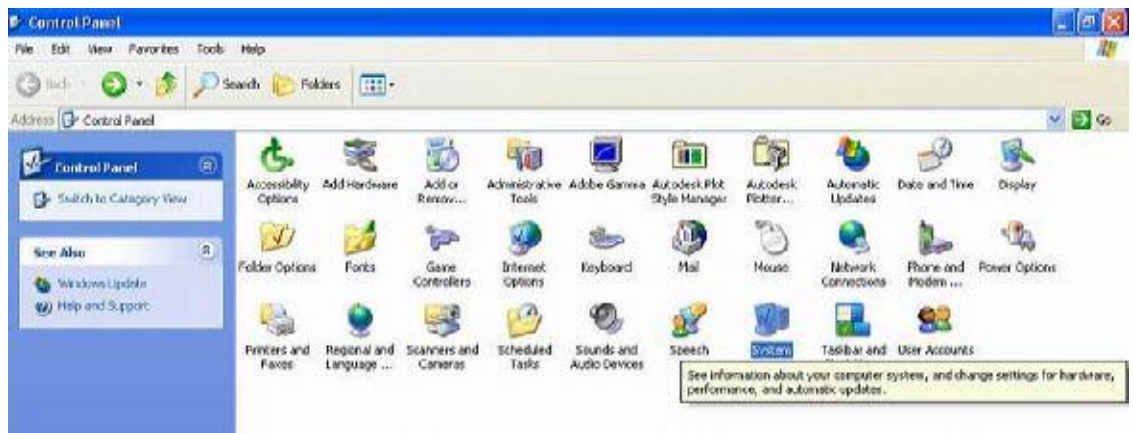 Control Panel
File Edit View Favorites Tools Help
Back Search Folders
Address Control Panel Go
Control Panel
Switch to Category View
See Also
Windows Update
Help and Support
Accessibility Options
Add Hardware
Add or Remov...
Administrative Tools
Adobe Gamma
Autodesk Plot Style Manager
Autodesk Plotter...
Automatic Updates
Date and Time
Display
Folder Options
Fonts
Game Controllers
Internet Options
Keyboard
Mail
Mouse
Network Connections
Phone and Modem ...
Power Options
Printers and Faxes
Regional and Language ...
Scanners and Cameras
Scheduled Tasks
Sounds and Audio Devices
Speech
System
Taskbar and
User Accounts
See information about your computer system, and change settings for hardware,
performance, and automatic updates.